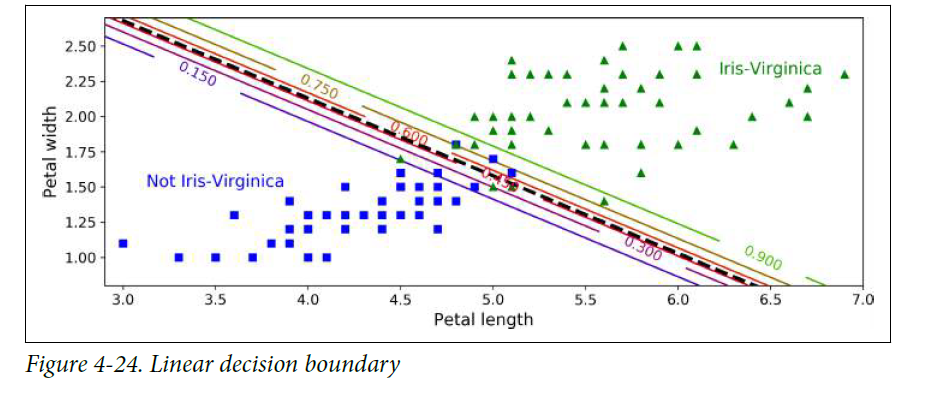 2.50
2.25
2.00
1.75
1.50
1.25
1.00
Petal width
0.150
0.750
0.600
0.450
0.300
0.900
Iris-Virginica
Not Iris-Virginica
3.0 3.5 4.0 4.5 5.0 5.5 6.0 6.5 7.0
Petal length
Figure 4-24. Linear decision boundary